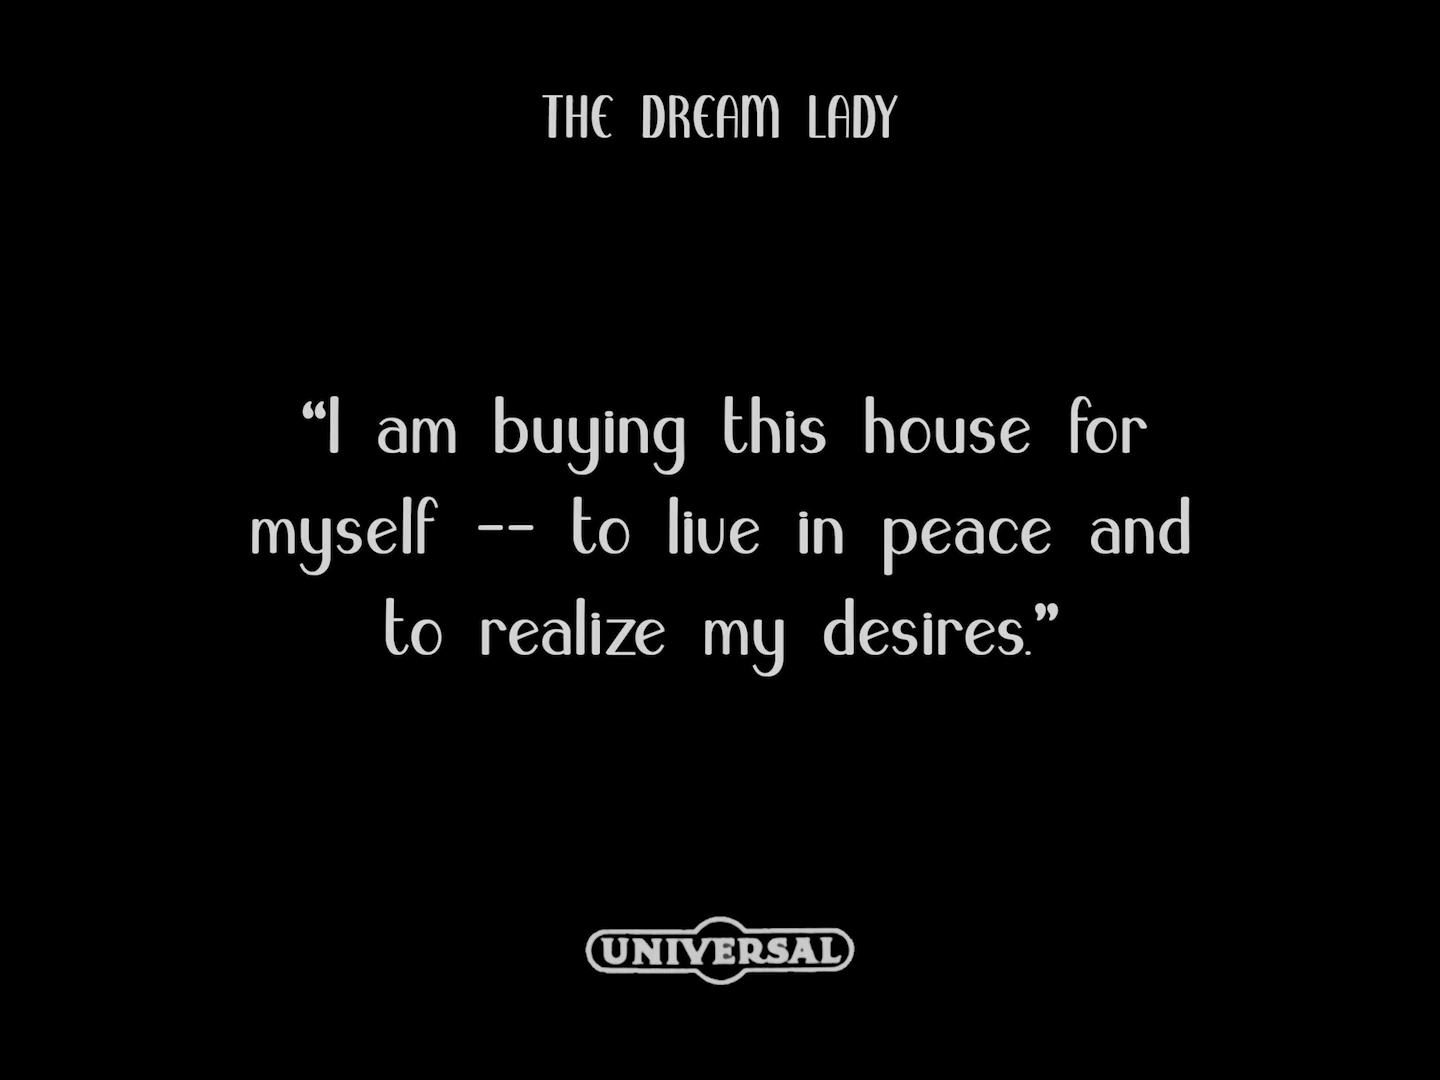 THE DREAM LADY
“I am buying this house for
myself -- to live in peace and
to realize my desires.”
UNIVERSAL